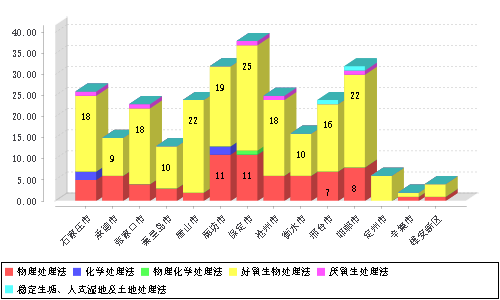 40.00
35.00
30.00
25.00
20.00
15.00
10.00
5.00
0.00
18
9
18
10
22
11
19
11
25
18
10
7
16
8
22
石家庄市
承德市
张家口市
秦皇岛市
唐山市
廊坊市
保定市
沧州市
衡水市
邢台市
邯郸市
定州市
辛集市
雄安新区
物理处理法 化学处理法 物理化学处理法 好氧生物处理法 厌氧生处理法
稳定生塘、人工湿地及土地处理法